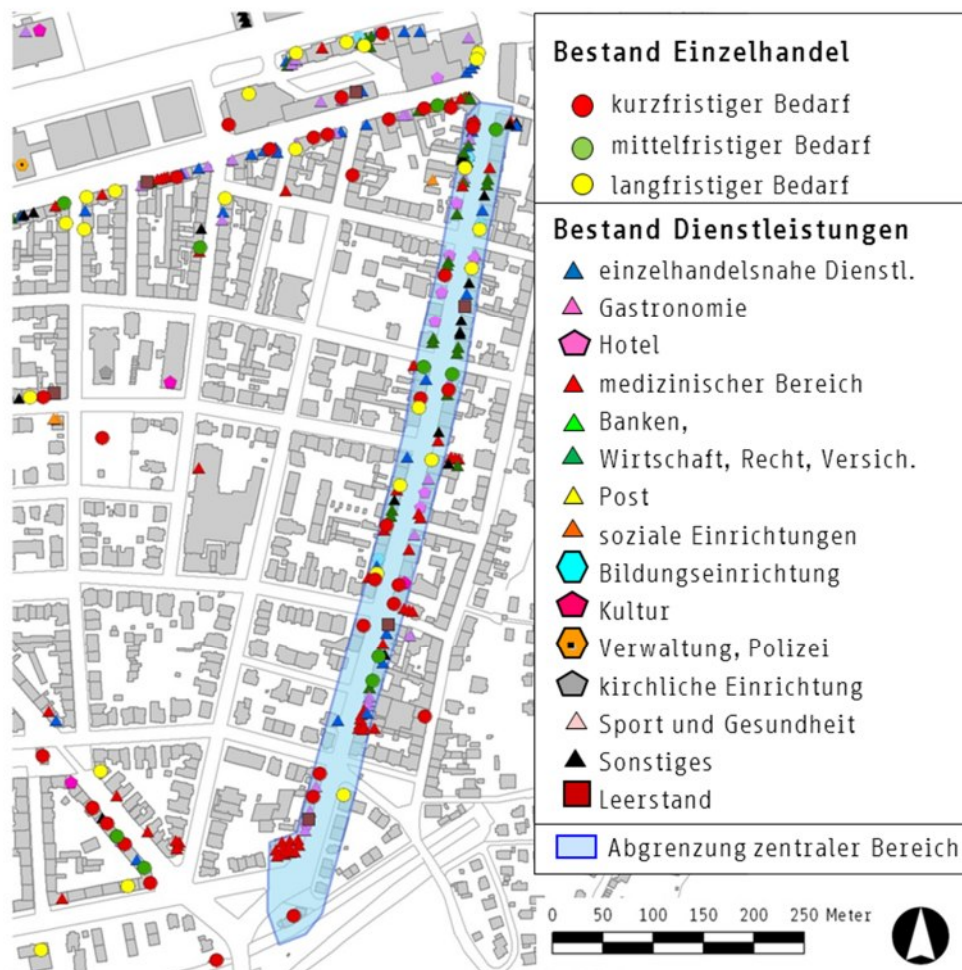 Bestand Einzelhandel
kurzfristiger Bedarf
mittelfristiger Bedarf
langfristiger Bedarf
Bestand Dienstleistungen
einzelhandelsnahe Dienstl.
Gastronomie
Hotel
medizinischer Bereich
Banken,
Wirtschaft, Recht, Versich.
Post
soziale Einrichtungen
Bildungseinrichtung
Kultur
Verwaltung, Polizei
kirchliche Einrichtung
Sport und Gesundheit
Sonstiges
Leerstand
Abgrenzung zentraler Bereich
0 50 100 150 200 250 Meter